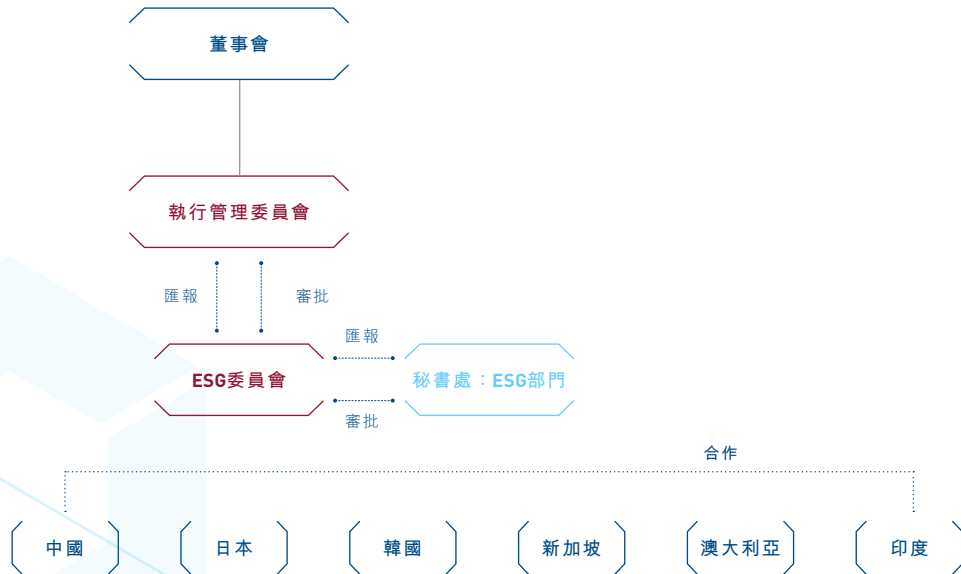 董事會
執行管理委員會
匯報
審批
匯報
ESG委員會
秘書處：ESG部門
審批
合作
中國
日本
韓國
新加坡
澳大利亞
印度